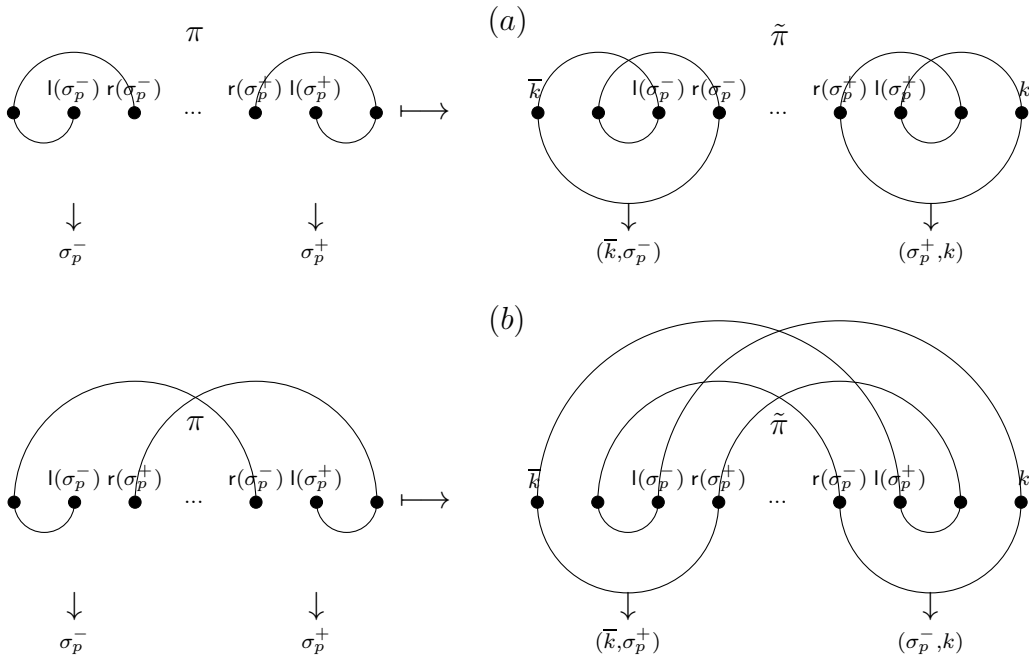 π (a) π̃
l(σ_p^-) r(σ_p^-) r(σ_p^+) l(σ_p^+) k̅ l(σ_p^-) r(σ_p^-) r(σ_p^+) l(σ_p^+) k
... ⟼ ...
↓ ↓ ↓ ↓
σ_p^- σ_p^+ (k̅,σ_p^-) (σ_p^+,k)
(b)
π π̃
l(σ_p^-) r(σ_p^+) r(σ_p^-) l(σ_p^+) k̅ l(σ_p^-) r(σ_p^+) r(σ_p^-) l(σ_p^+) k
... ⟼ ...
↓ ↓ ↓ ↓
σ_p^- σ_p^+ (k̅,σ_p^+) (σ_p^-,k)